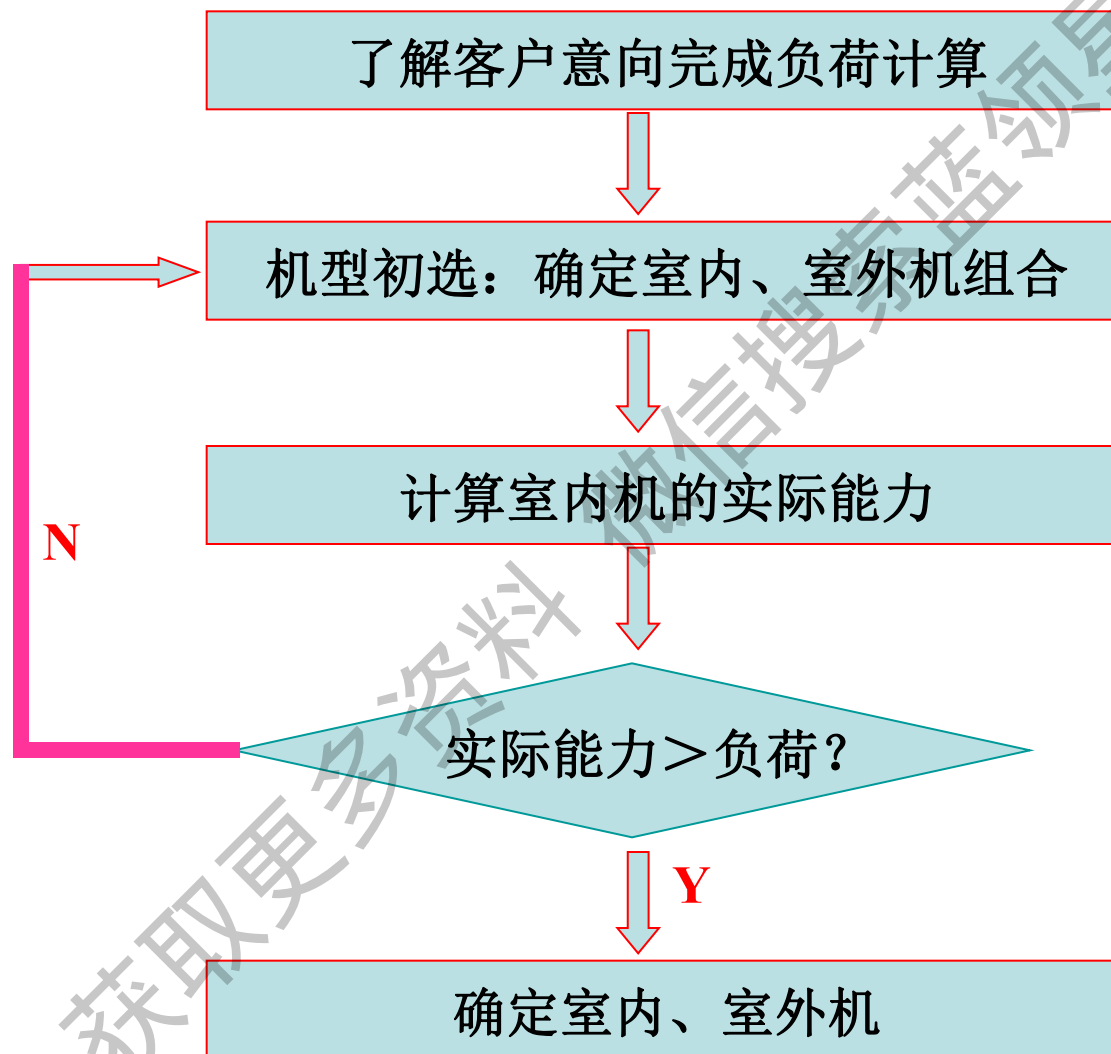 了解客户意向完成负荷计算
机型初选：确定室内、室外机组合
计算室内机的实际能力
N
实际能力＞负荷？
Y
确定室内、室外机
获取更多资料 微信搜索蓝领星